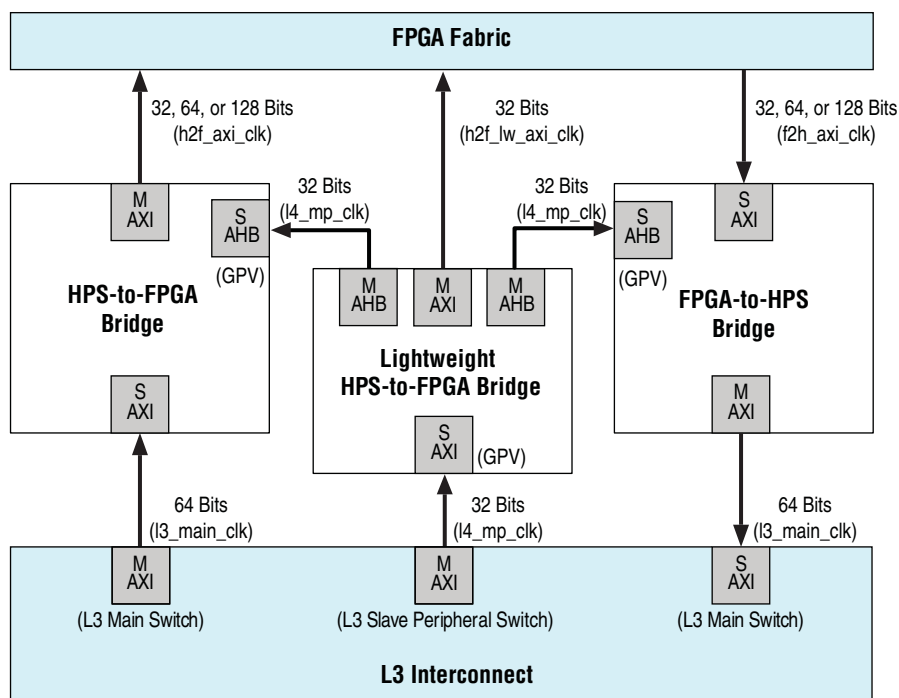 FPGA Fabric
32, 64, or 128 Bits
(h2f_axi_clk)
32 Bits
(h2f_lw_axi_clk)
32, 64, or 128 Bits
(f2h_axi_clk)
M
AXI
S
AHB
(GPV)
32 Bits
(l4_mp_clk)
32 Bits
(l4_mp_clk)
S
AHB
(GPV)
S
AXI
HPS-to-FPGA
Bridge
M
AHB
M
AXI
M
AHB
FPGA-to-HPS
Bridge
Lightweight
HPS-to-FPGA Bridge
S
AXI
S
AXI
(GPV)
M
AXI
64 Bits
(l3_main_clk)
32 Bits
(l4_mp_clk)
64 Bits
(l3_main_clk)
M
AXI
(L3 Main Switch)
M
AXI
(L3 Slave Peripheral Switch)
S
AXI
(L3 Main Switch)
L3 Interconnect